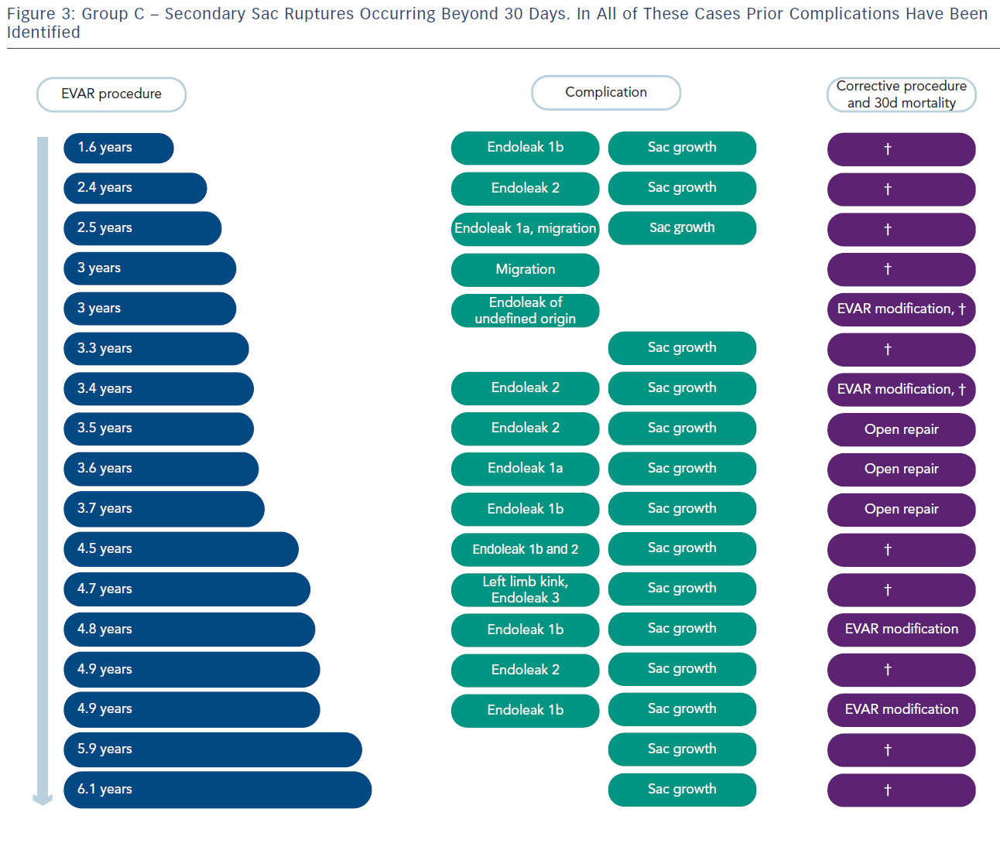 Figure 3: Group C – Secondary Sac Ruptures Occurring Beyond 30 Days. In All of These Cases Prior Complications Have Been
Identified
EVAR procedure
Complication
Corrective procedure
and 30d mortality
1.6 years
Endoleak 1b
Sac growth
†
2.4 years
Endoleak 2
Sac growth
†
2.5 years
Endoleak 1a, migration
Sac growth
†
3 years
Migration
†
3 years
Endoleak of
undefined origin
EVAR modification, †
3.3 years
Sac growth
†
3.4 years
Endoleak 2
Sac growth
EVAR modification, †
3.5 years
Endoleak 2
Sac growth
Open repair
3.6 years
Endoleak 1a
Sac growth
Open repair
3.7 years
Endoleak 1b
Sac growth
Open repair
4.5 years
Endoleak 1b and 2
Sac growth
†
4.7 years
Left limb kink,
Endoleak 3
Sac growth
†
4.8 years
Endoleak 1b
Sac growth
EVAR modification
4.9 years
Endoleak 2
Sac growth
†
4.9 years
Endoleak 1b
Sac growth
EVAR modification
5.9 years
Sac growth
†
6.1 years
Sac growth
†